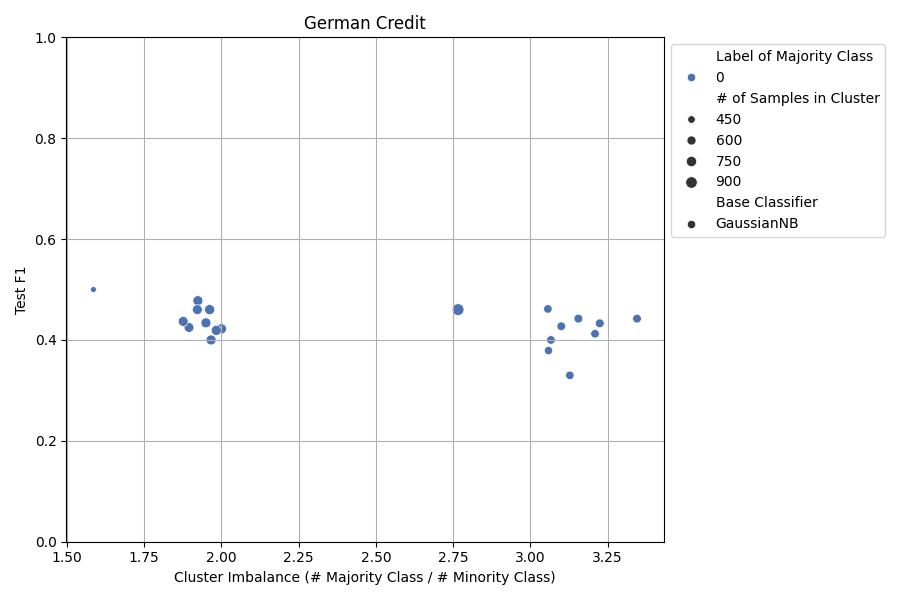 German Credit
1.0
0.8
0.6
0.4
0.2
0.0
Test F1
1.50 1.75 2.00 2.25 2.50 2.75 3.00 3.25
Cluster Imbalance (# Majority Class / # Minority Class)
Label of Majority Class
0
# of Samples in Cluster
450
600
750
900
Base Classifier
GaussianNB